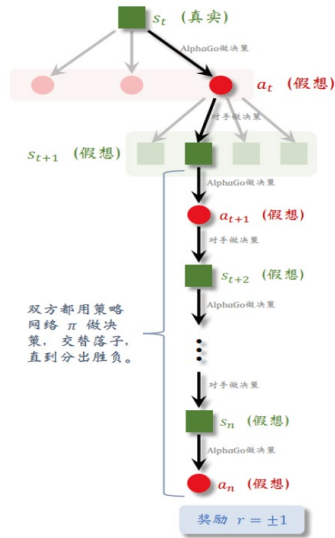 s_t (真实)
AlphaGo做决策
a_t (假想)
对手做决策
s_{t+1} (假想)
AlphaGo做决策
a_{t+1} (假想)
对手做决策
s_{t+2} (假想)
AlphaGo做决策
双方都用策略
网络 π 做决
策，交替落子，
直到分出胜负。
对手做决策
s_n (假想)
AlphaGo做决策
a_n (假想)
奖励 r = ±1